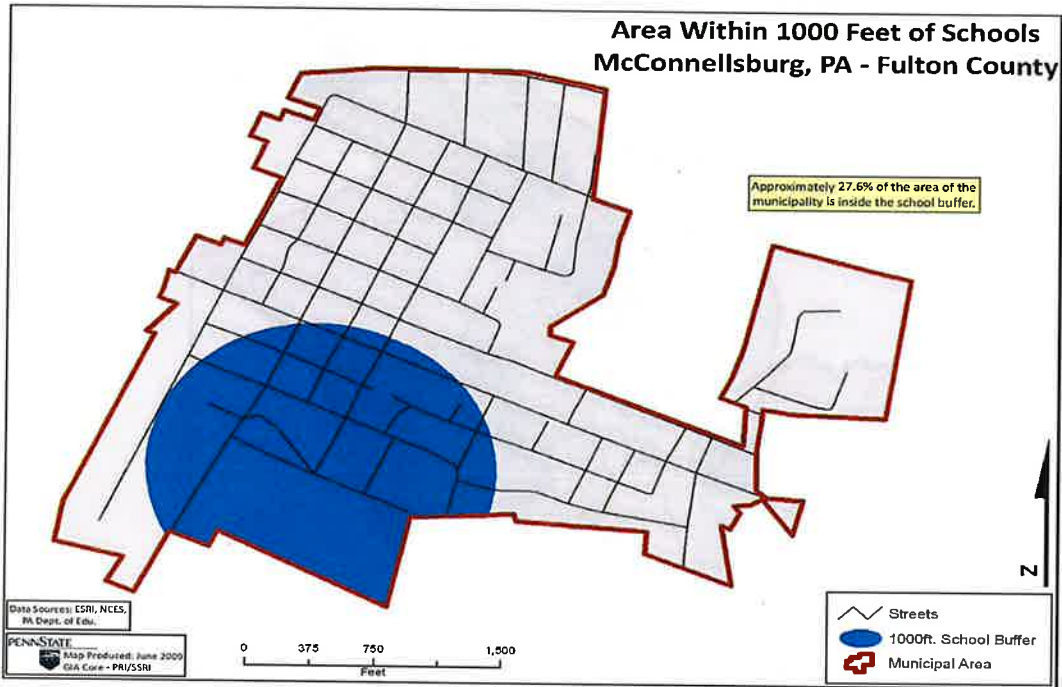 Area Within 1000 Feet of Schools
McConnellsburg, PA - Fulton County
Approximately 27.6% of the area of the
municipality is inside the school buffer.
N
Data Sources: ESRI, NCES,
PA Dept. of Edu.
PENNSTATE
Map Produced: June 2009
GIA Core - PRI/SSRI
0 375 750 1,500
Feet
Streets
1000ft. School Buffer
Municipal Area